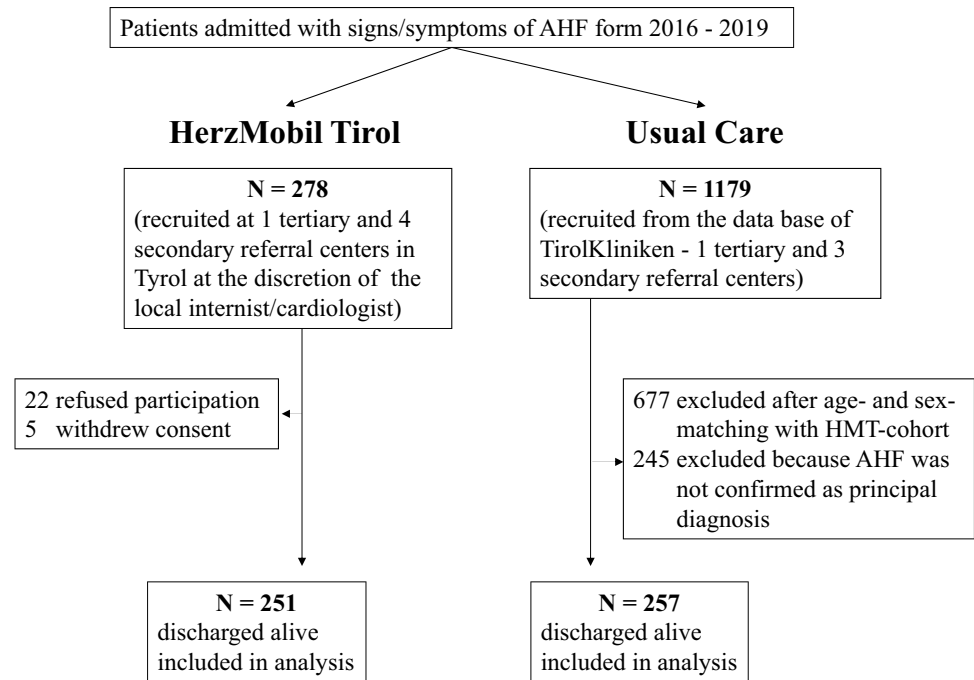 Patients admitted with signs/symptoms of AHF form 2016 - 2019
HerzMobil Tirol
N = 278
(recruited at 1 tertiary and 4
secondary referral centers in
Tyrol at the discretion of the
local internist/cardiologist)
22 refused participation
5 withdrew consent
N = 251
discharged alive
included in analysis
Usual Care
N = 1179
(recruited from the data base of
TirolKliniken - 1 tertiary and 3
secondary referral centers)
677 excluded after age- and sex-
matching with HMT-cohort
245 excluded because AHF was
not confirmed as principal
diagnosis
N = 257
discharged alive
included in analysis